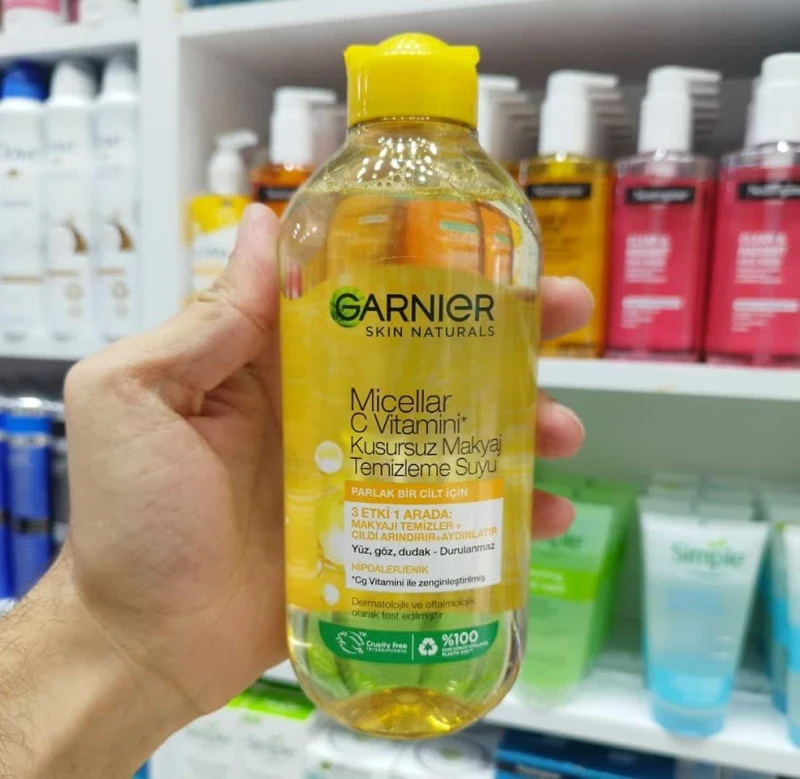 GARNIER
SKIN NATURALS
Micellar
C Vitamini*
Kusursuz Makyaj
Temizleme Suyu
PARLAK BİR CİLT İÇİN
3 ETKİ 1 ARADA:
MAKYAJI TEMİZLER +
CİLDİ ARINDIRIR+AYDINLATIR
Yüz, göz, dudak - Durulanmaz
HİPOALERJENİK
*Cg Vitamini ile zenginleştirilmiş
Dermatolojik ve oftalmolojik
olarak test edilmiştir
Cruelty Free
INTERNATIONAL
%100
Neutrogena
Neutrogena
Simple